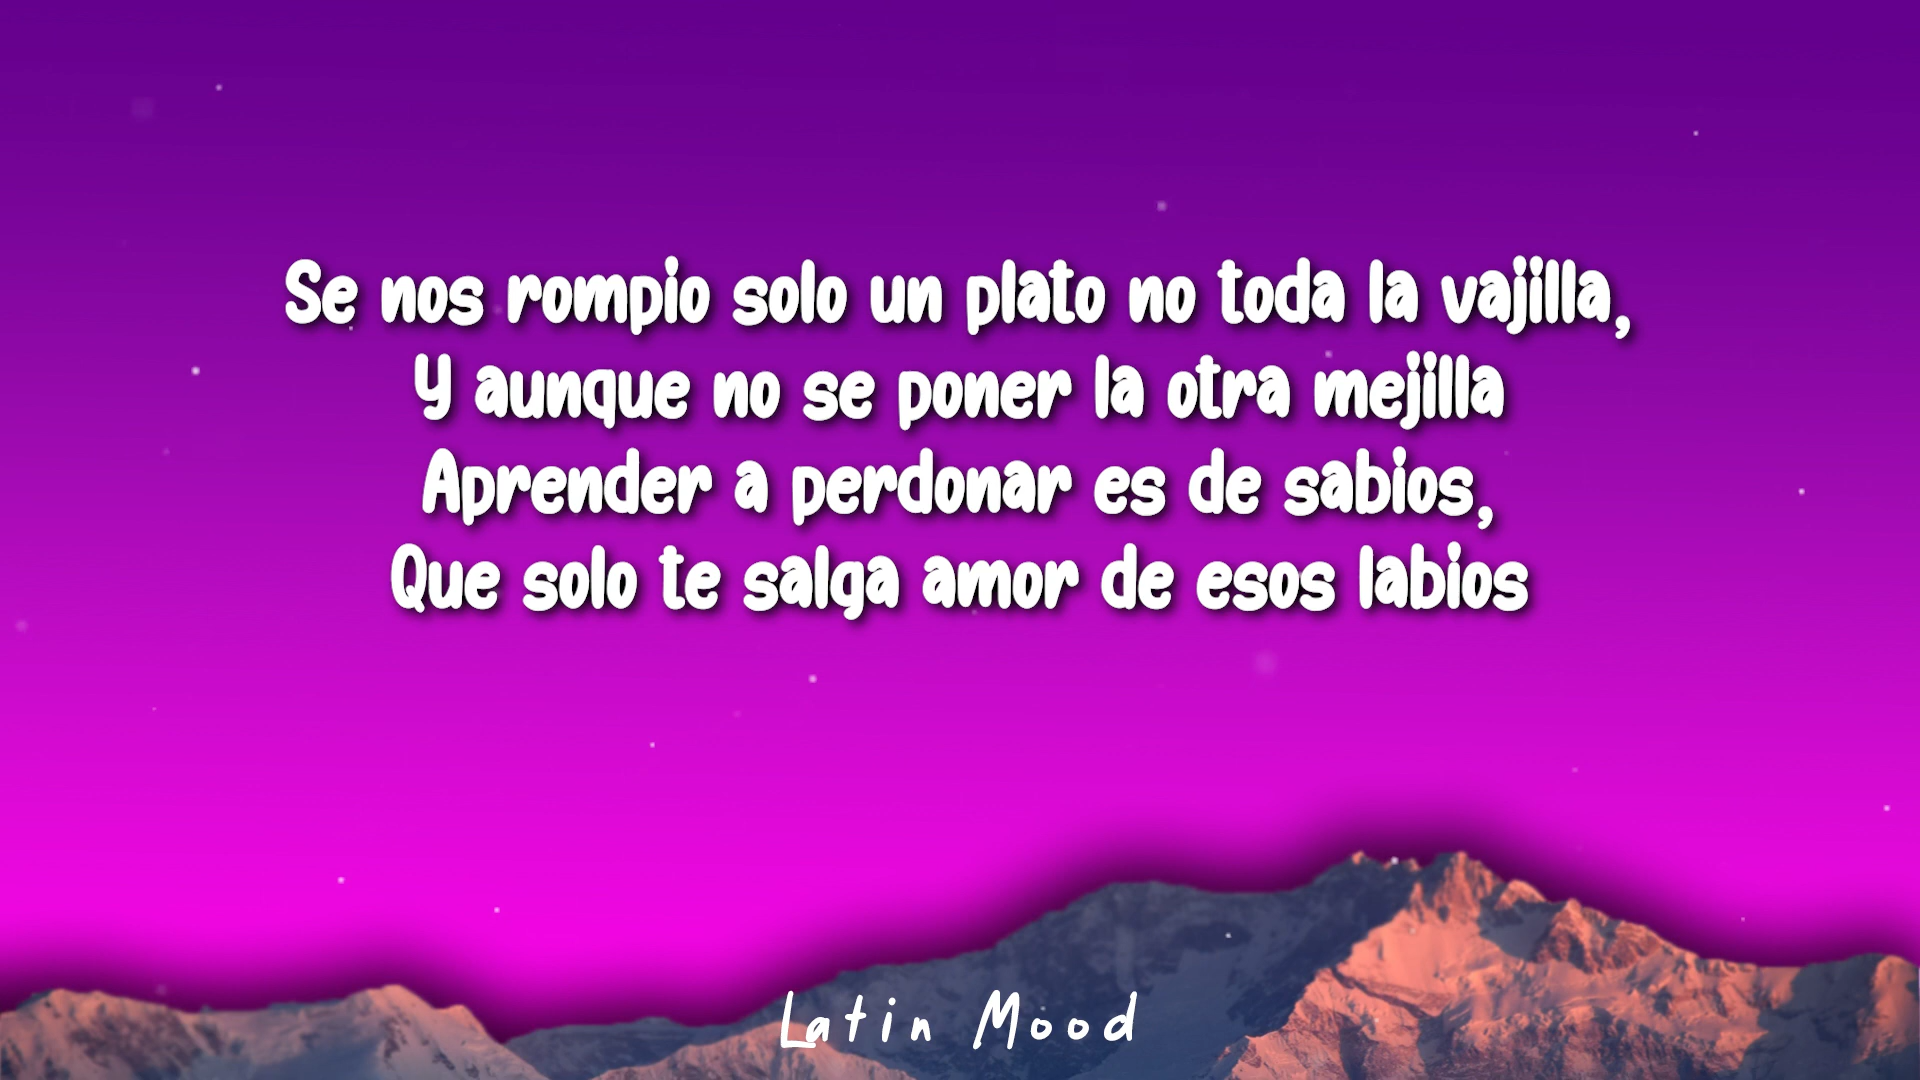 Se nos rompio solo un plato no toda la vajilla,
Y aunque no se poner la otra mejilla
Aprender a perdonar es de sabios,
Que solo te salga amor de esos labios
Latin Mood